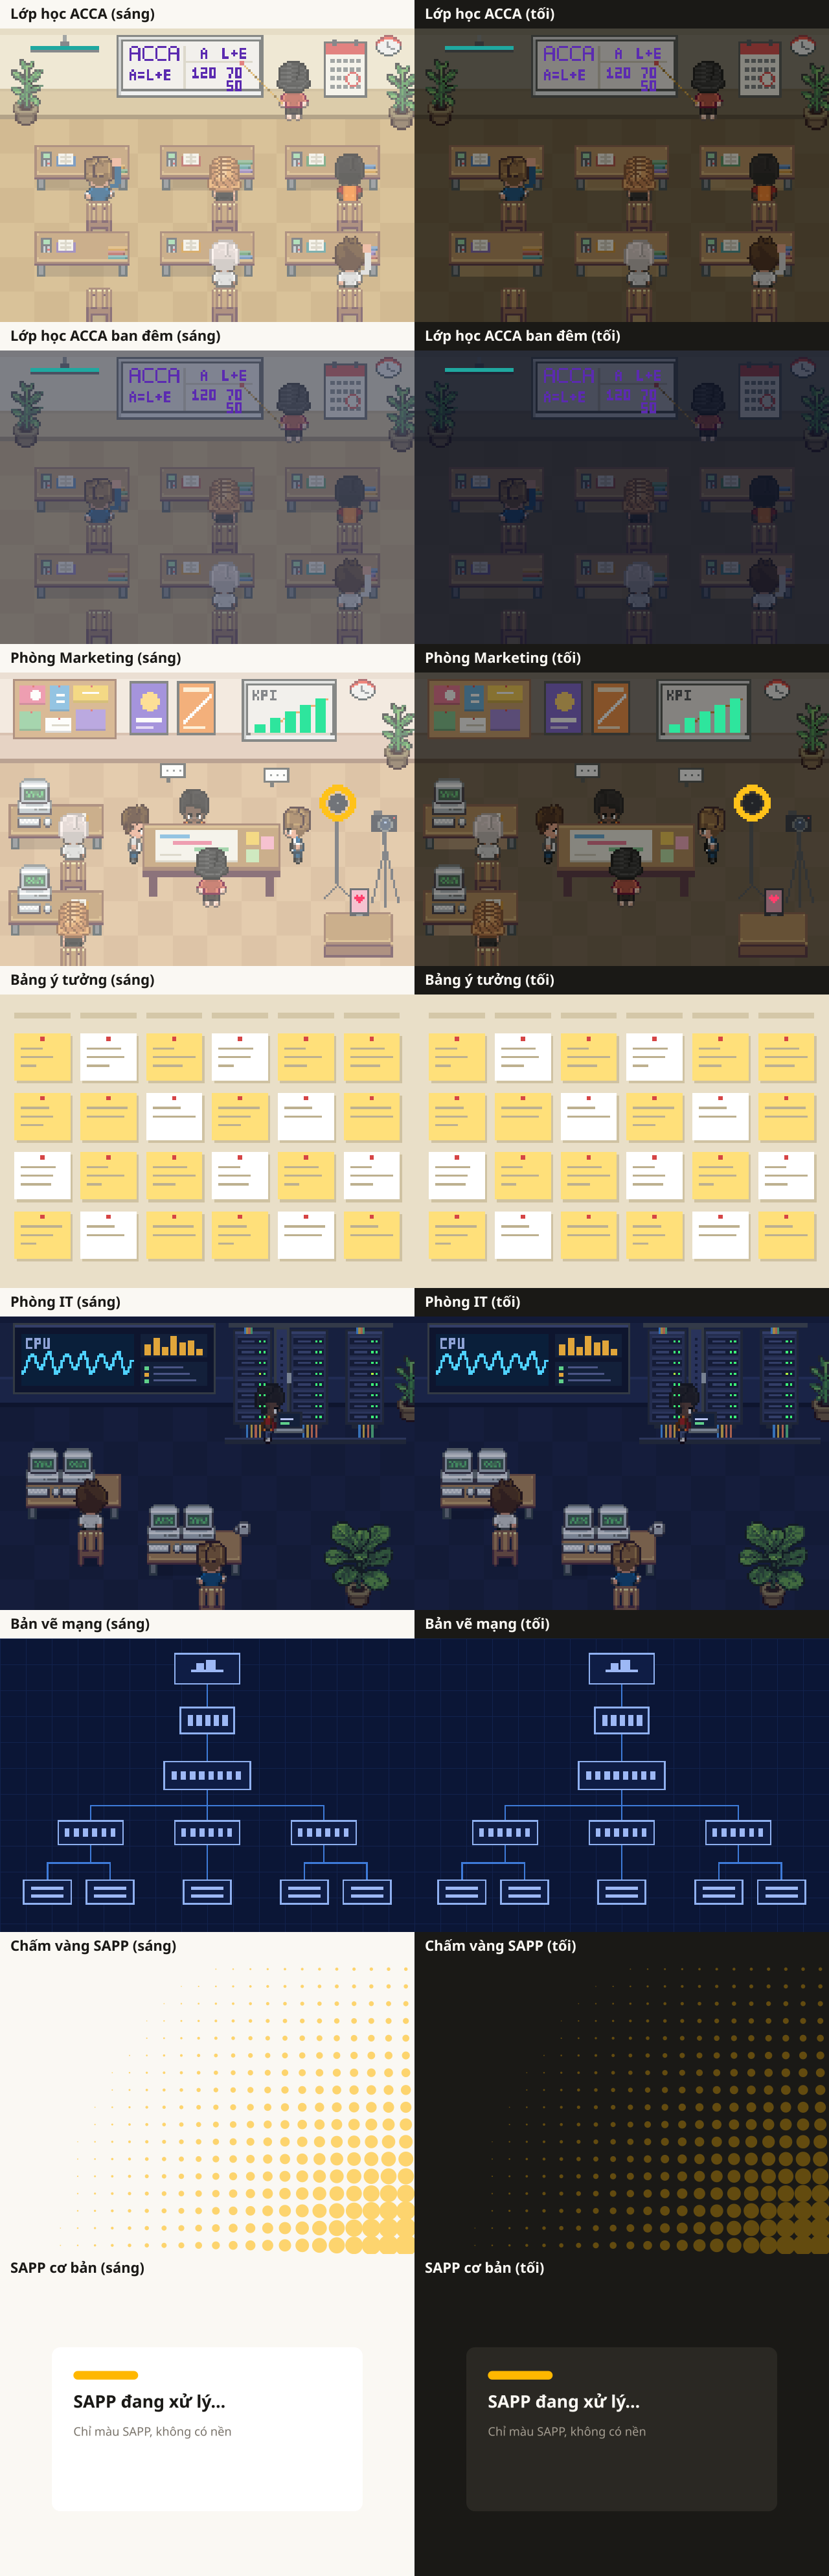 Lớp học ACCA (sáng)
Lớp học ACCA (tối)
ACCA A L+E
A=L+E 120 70
50
ACCA A L+E
A=L+E 120 70
50
Lớp học ACCA ban đêm (sáng)
Lớp học ACCA ban đêm (tối)
ACCA A L+E
A=L+E 120 70
50
ACCA A L+E
A=L+E 120 70
50
Phòng Marketing (sáng)
Phòng Marketing (tối)
KPI
KPI
Bảng ý tưởng (sáng)
Bảng ý tưởng (tối)
Phòng IT (sáng)
Phòng IT (tối)
CPU
CPU
Bản vẽ mạng (sáng)
Bản vẽ mạng (tối)
Chấm vàng SAPP (sáng)
Chấm vàng SAPP (tối)
SAPP cơ bản (sáng)
SAPP cơ bản (tối)
SAPP đang xử lý...
Chỉ màu SAPP, không có nền
SAPP đang xử lý...
Chỉ màu SAPP, không có nền